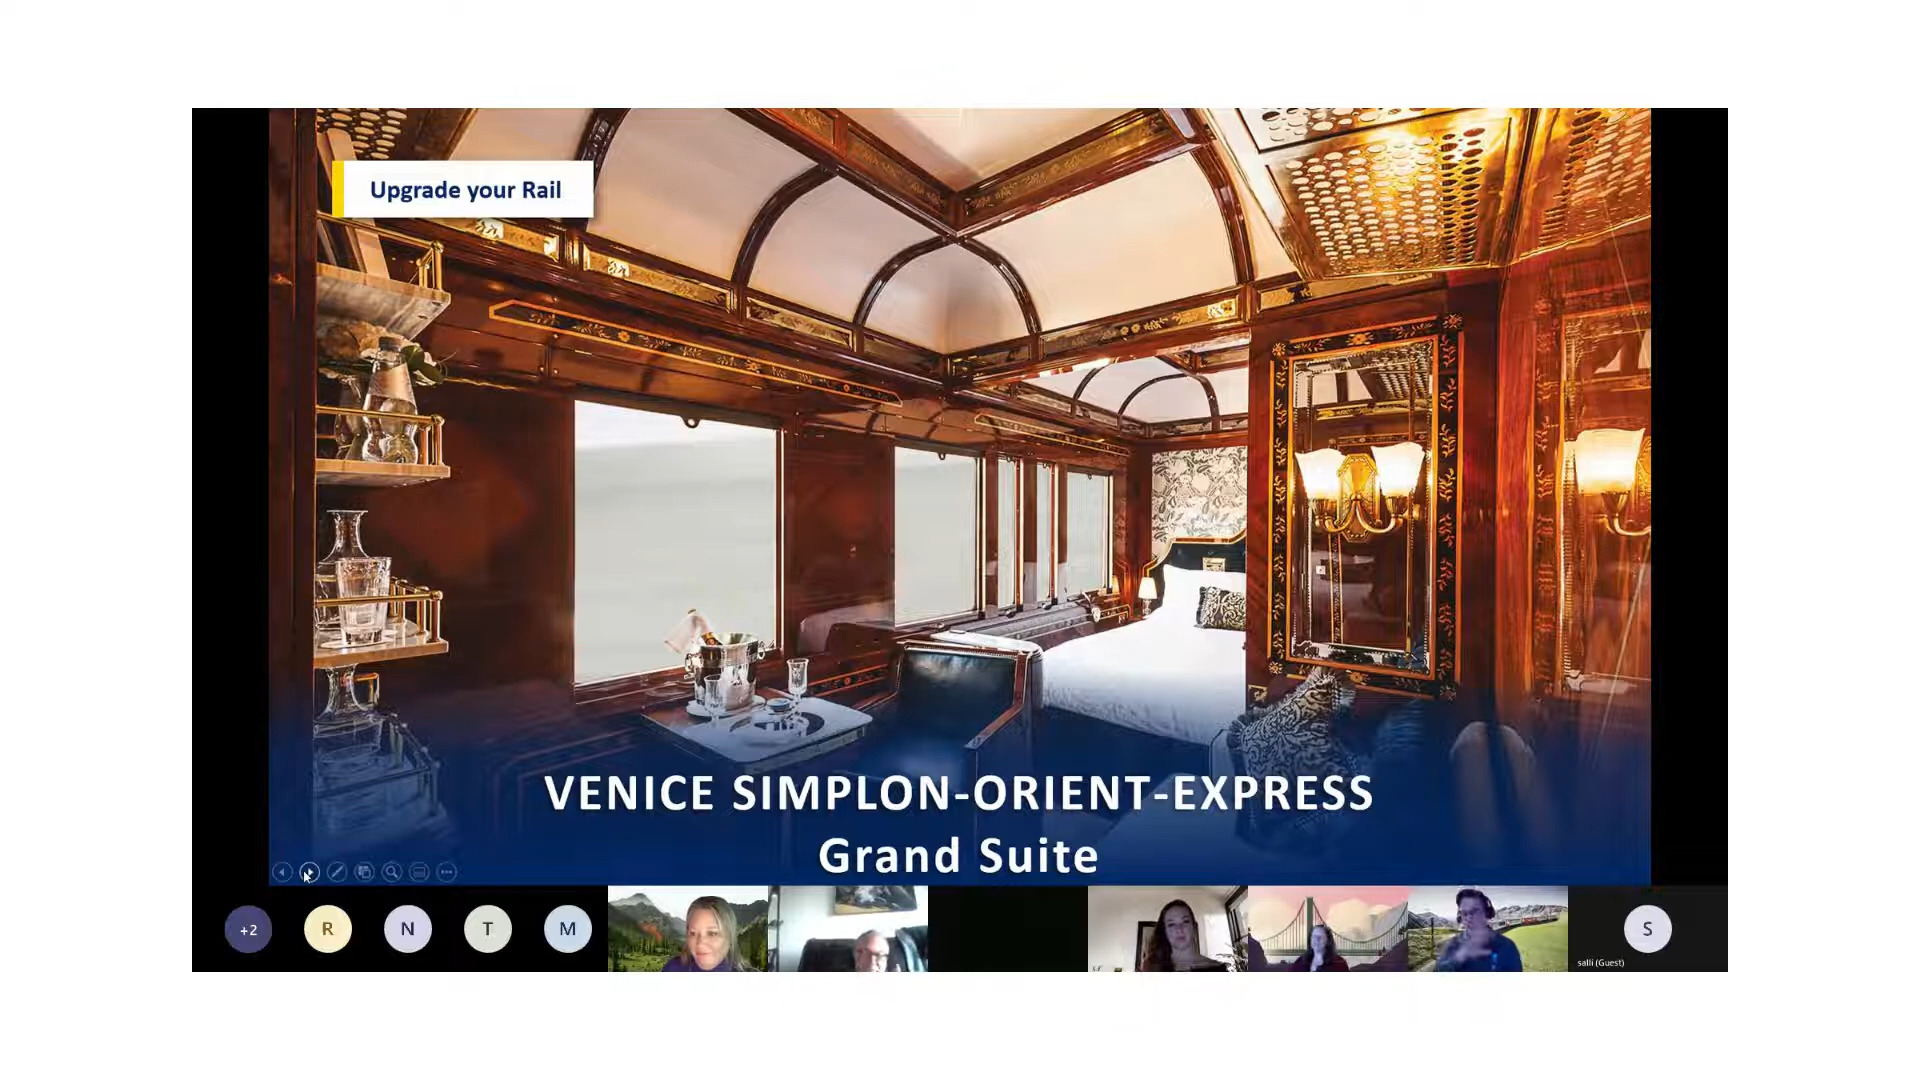 Upgrade your Rail
VENICE SIMPLON-ORIENT-EXPRESS
Grand Suite
+2
R
N
T
M
S
salli (Guest)